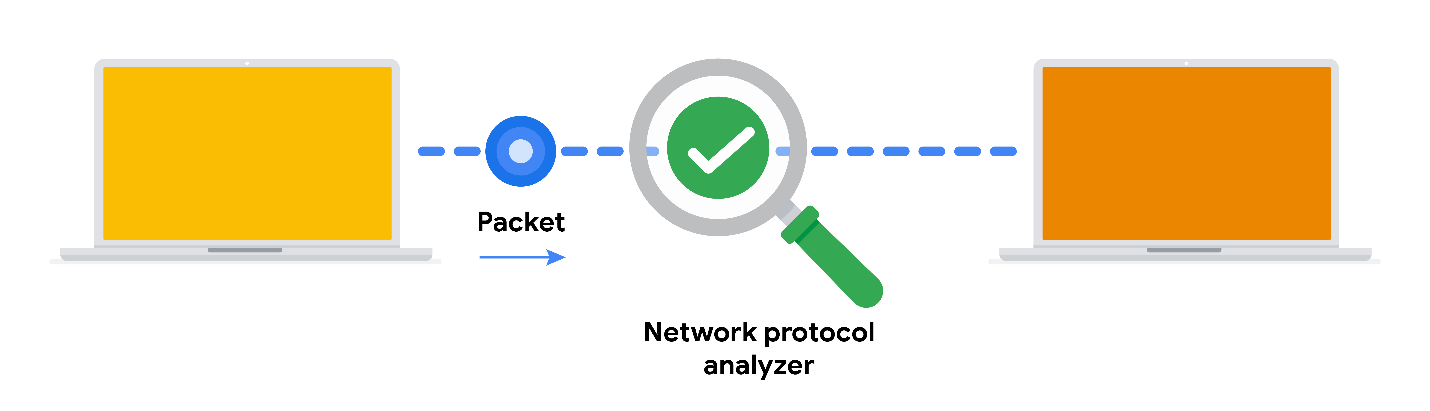 Packet
Network protocol
analyzer